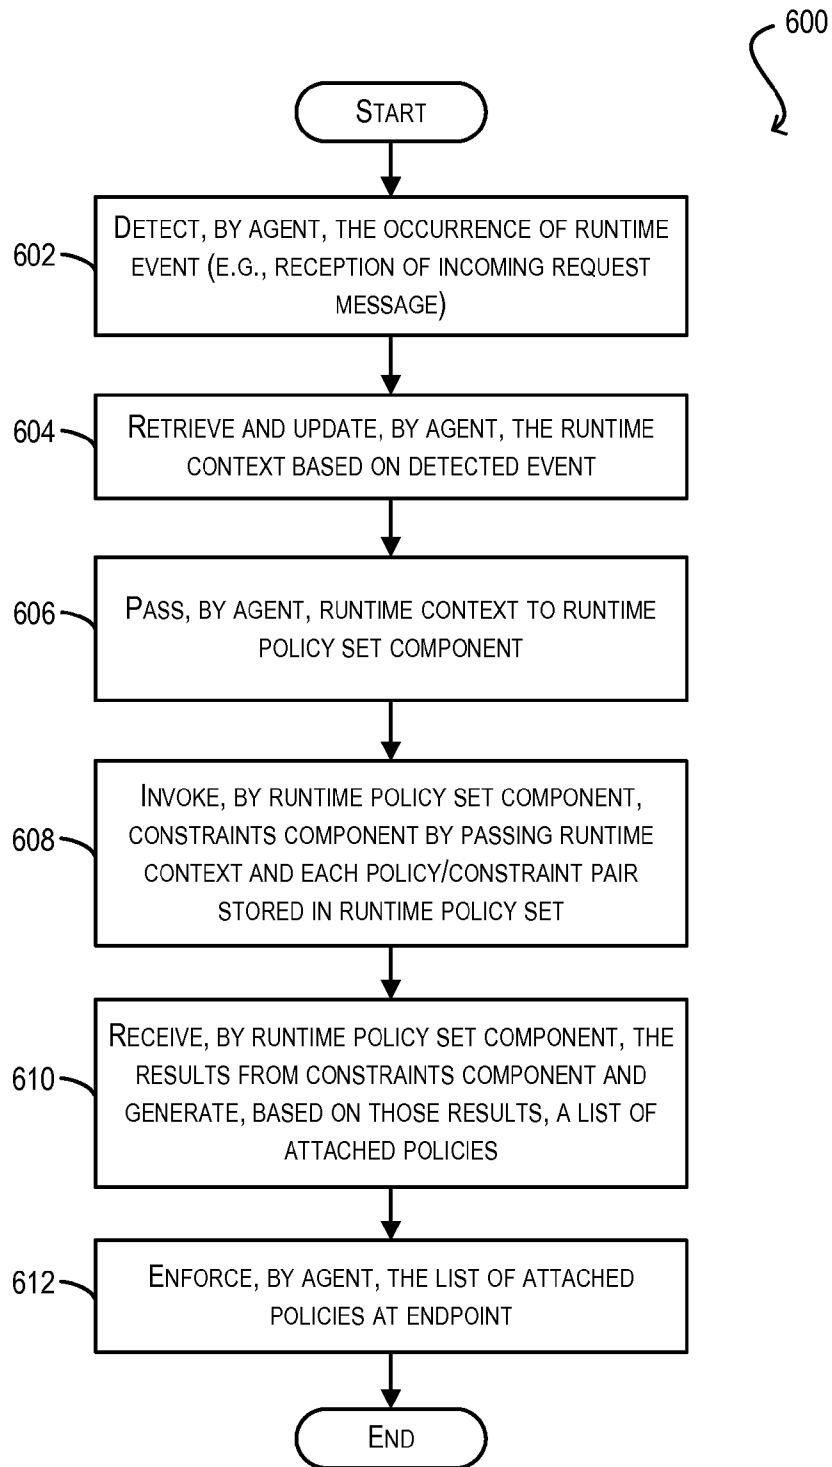 600
START
602
DETECT, BY AGENT, THE OCCURRENCE OF RUNTIME
EVENT (E.G., RECEPTION OF INCOMING REQUEST
MESSAGE)
604
RETRIEVE AND UPDATE, BY AGENT, THE RUNTIME
CONTEXT BASED ON DETECTED EVENT
606
PASS, BY AGENT, RUNTIME CONTEXT TO RUNTIME
POLICY SET COMPONENT
608
INVOKE, BY RUNTIME POLICY SET COMPONENT,
CONSTRAINTS COMPONENT BY PASSING RUNTIME
CONTEXT AND EACH POLICY/CONSTRAINT PAIR
STORED IN RUNTIME POLICY SET
610
RECEIVE, BY RUNTIME POLICY SET COMPONENT, THE
RESULTS FROM CONSTRAINTS COMPONENT AND
GENERATE, BASED ON THOSE RESULTS, A LIST OF
ATTACHED POLICIES
612
ENFORCE, BY AGENT, THE LIST OF ATTACHED
POLICIES AT ENDPOINT
END